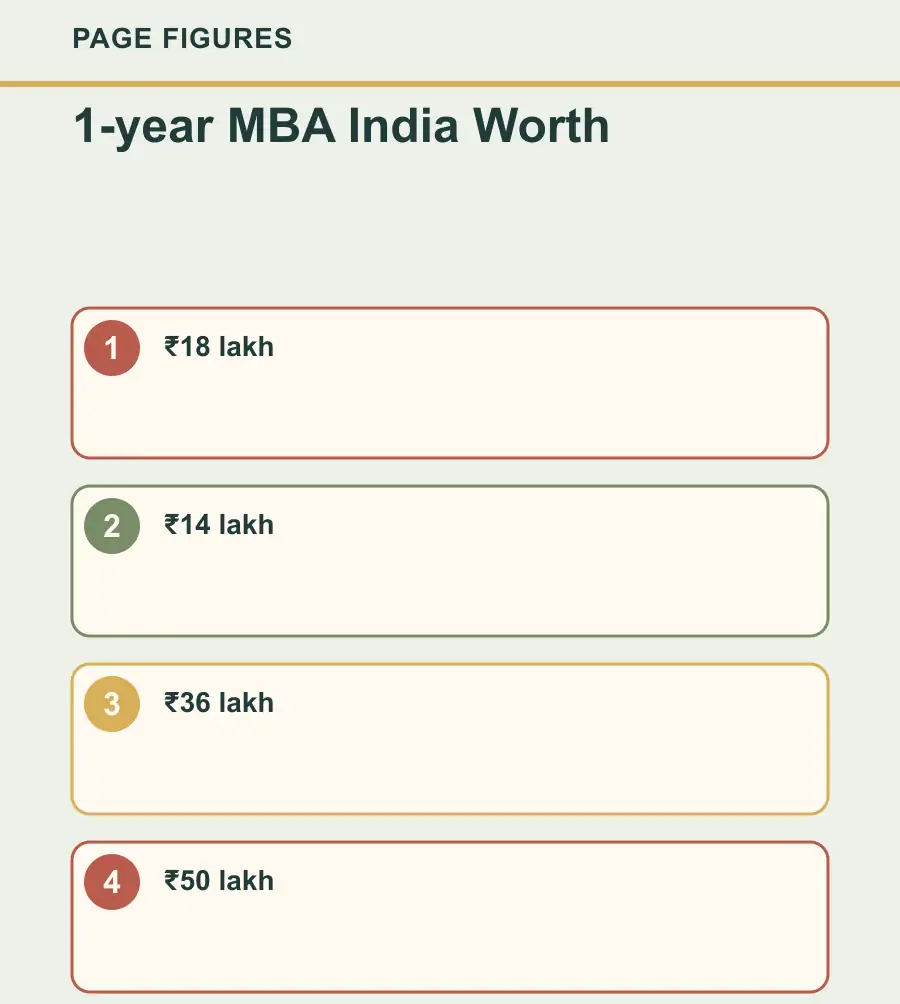 PAGE FIGURES
1-year MBA India Worth
1
₹18 lakh
2
₹14 lakh
3
₹36 lakh
4
₹50 lakh